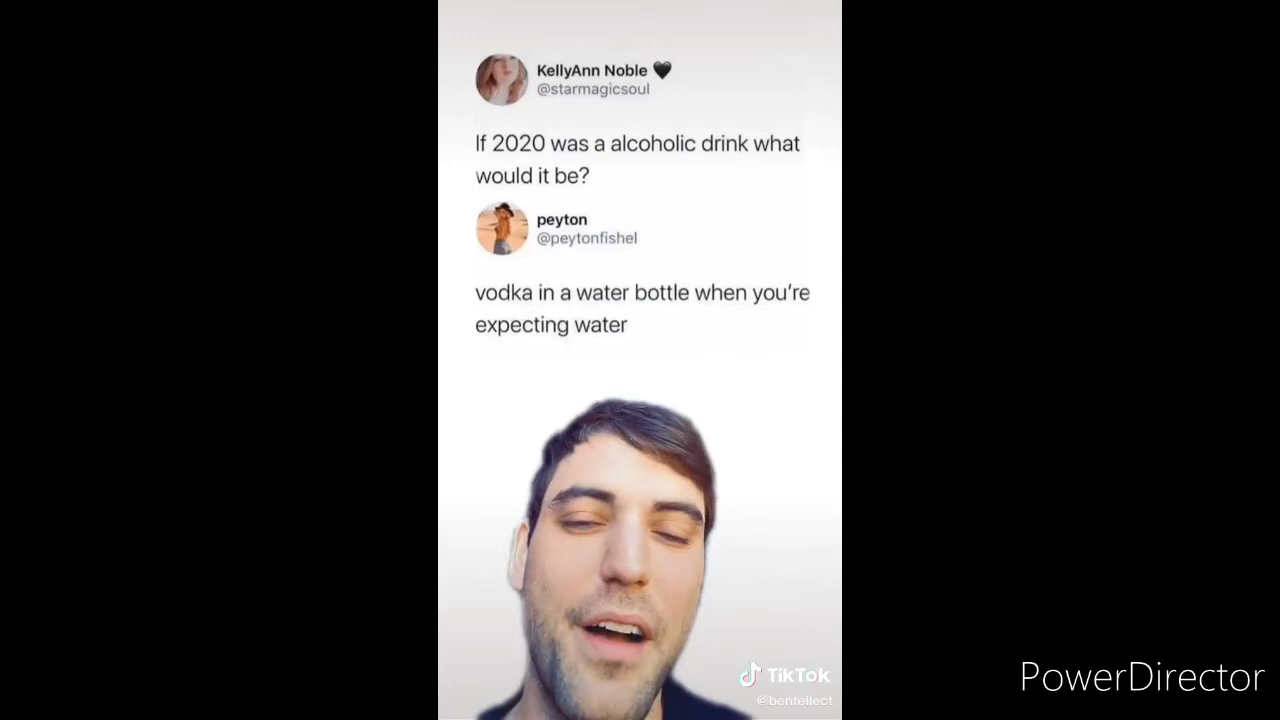 KellyAnn Noble 🖤
@starmagicsoul
If 2020 was a alcoholic drink what
would it be?
peyton
@peytonfishel
vodka in a water bottle when you’re
expecting water
TikTok
@bentellect
PowerDirector